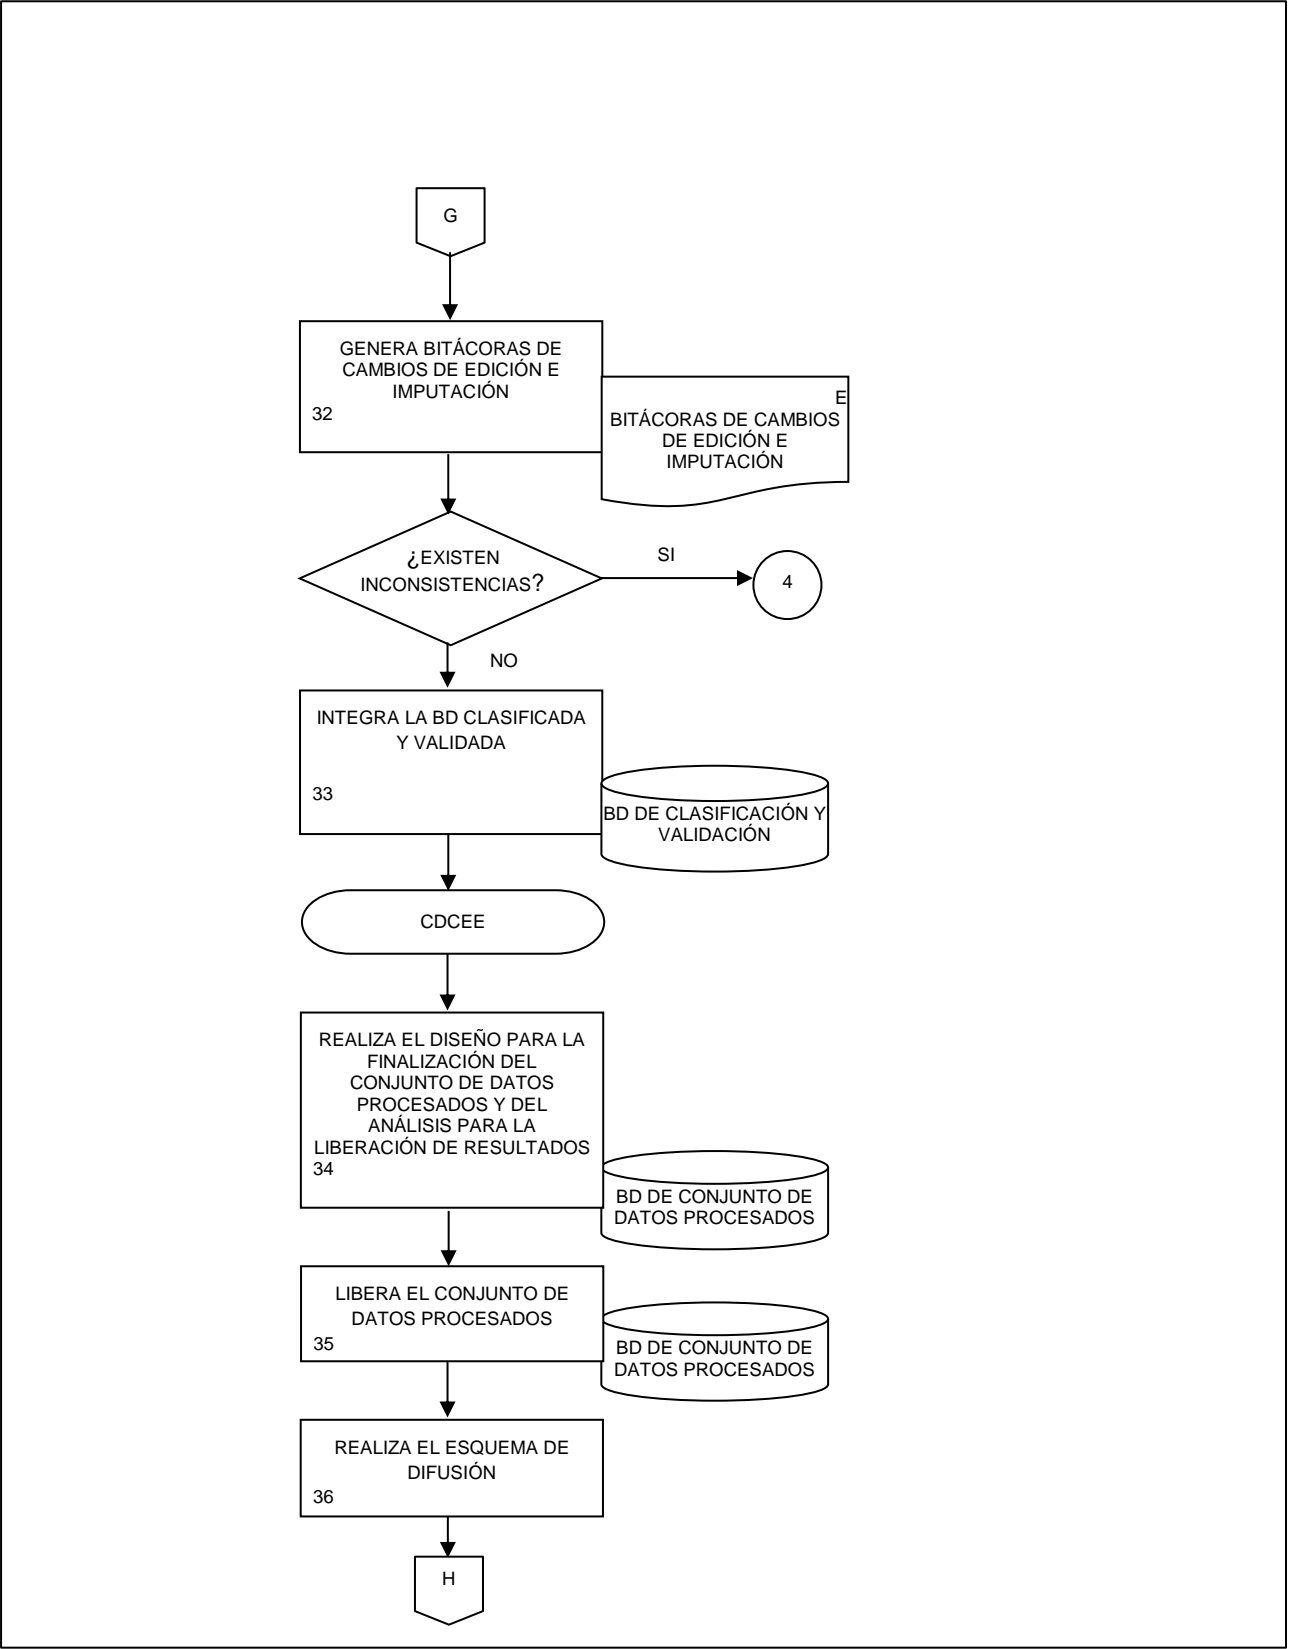 G
GENERA BITÁCORAS DE
CAMBIOS DE EDICIÓN E
IMPUTACIÓN
32
E
BITÁCORAS DE CAMBIOS
DE EDICIÓN E
IMPUTACIÓN
¿EXISTEN
INCONSISTENCIAS?
SI
4
NO
INTEGRA LA BD CLASIFICADA
Y VALIDADA
33
BD DE CLASIFICACIÓN Y
VALIDACIÓN
CDCEE
REALIZA EL DISEÑO PARA LA
FINALIZACIÓN DEL
CONJUNTO DE DATOS
PROCESADOS Y DEL
ANÁLISIS PARA LA
LIBERACIÓN DE RESULTADOS
34
BD DE CONJUNTO DE
DATOS PROCESADOS
LIBERA EL CONJUNTO DE
DATOS PROCESADOS
35
BD DE CONJUNTO DE
DATOS PROCESADOS
REALIZA EL ESQUEMA DE
DIFUSIÓN
36
H